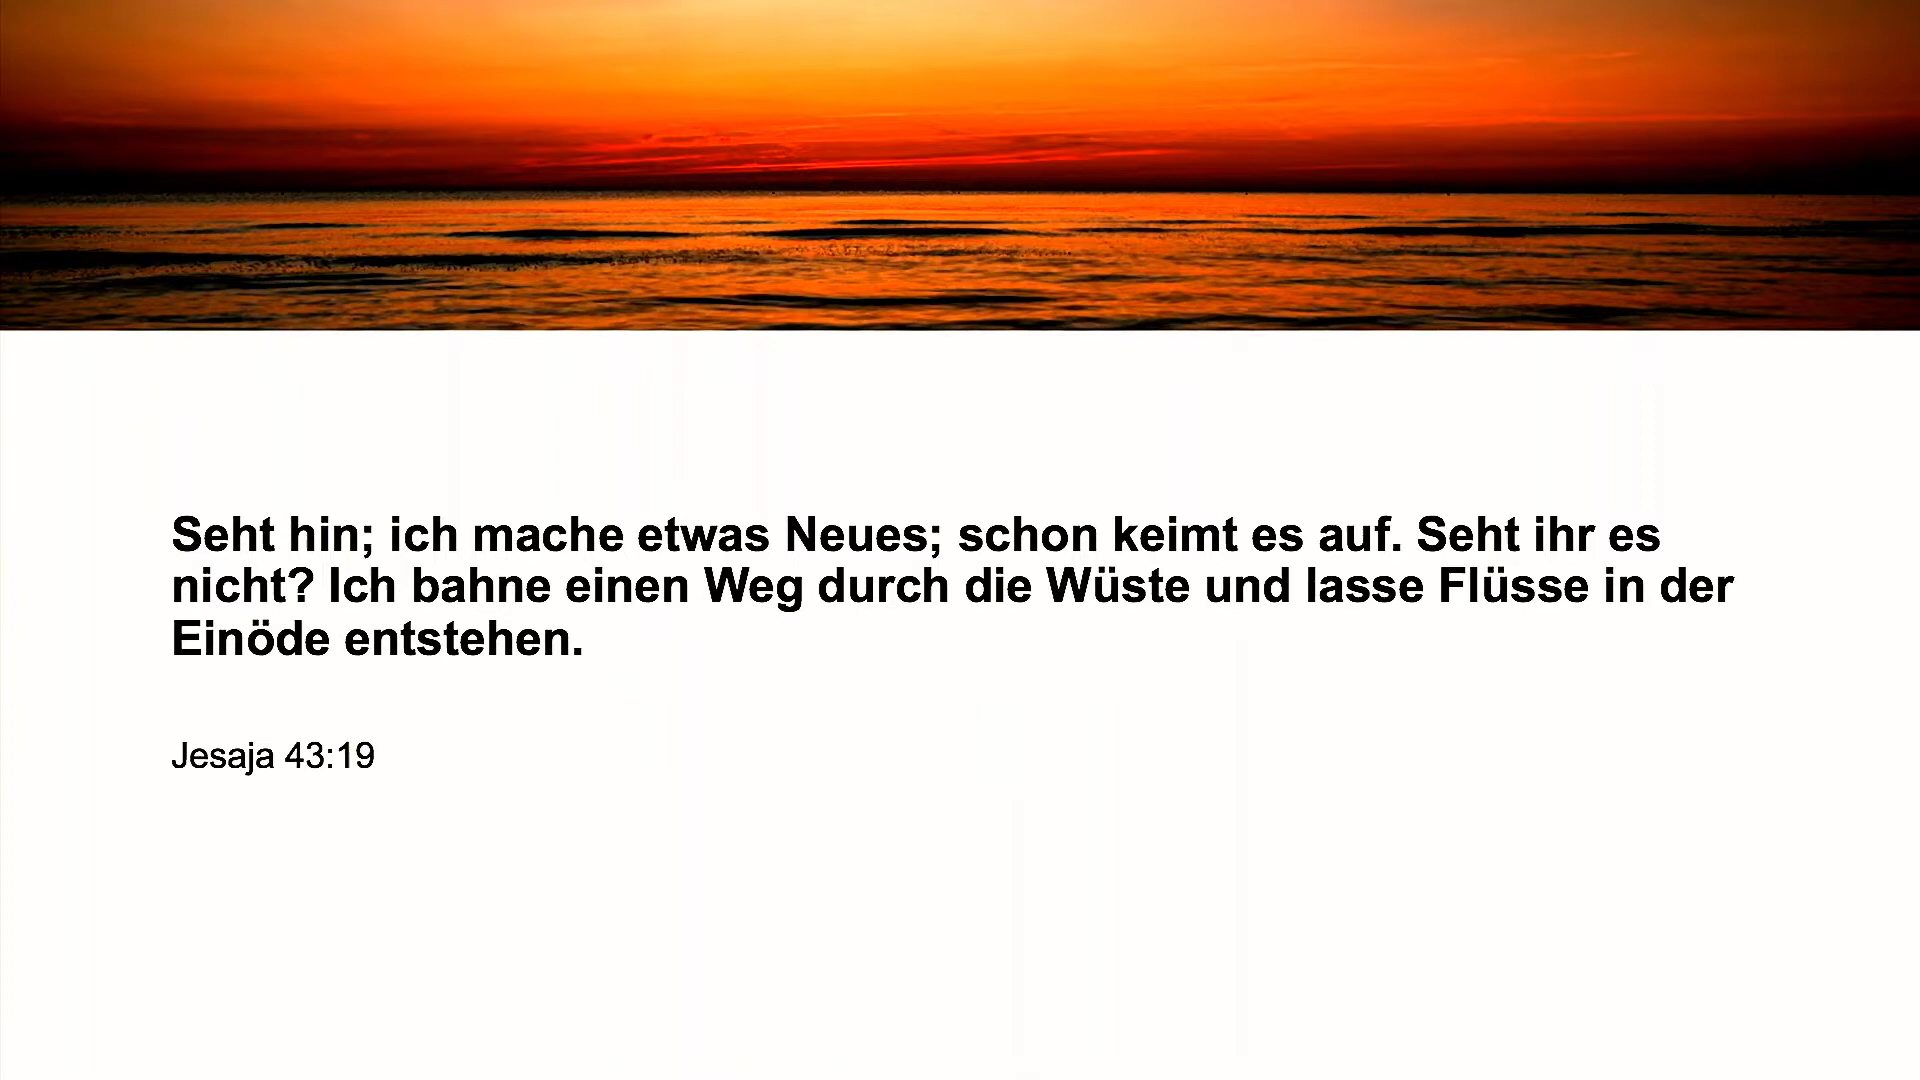 Seht hin; ich mache etwas Neues; schon keimt es auf. Seht ihr es
nicht? Ich bahne einen Weg durch die Wüste und lasse Flüsse in der
Einöde entstehen.
Jesaja 43:19